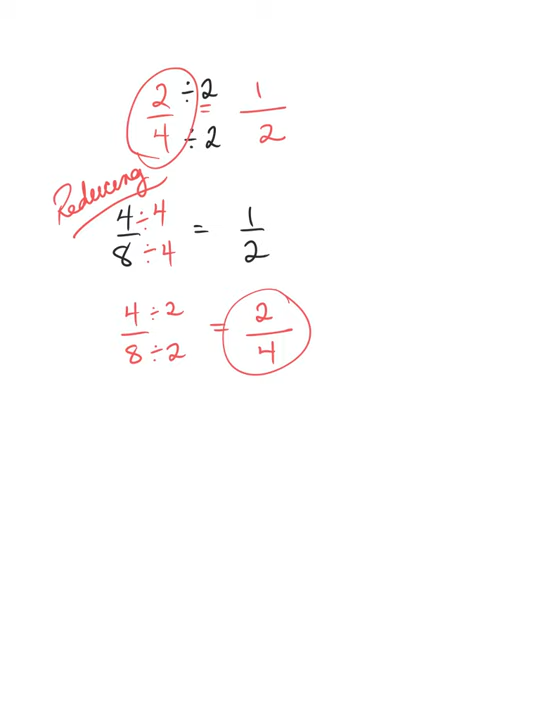 2/4 ÷2/÷2 = 1/2
Reducing
4/8 ÷4/÷4 = 1/2
4/8 ÷2/÷2 = 2/4